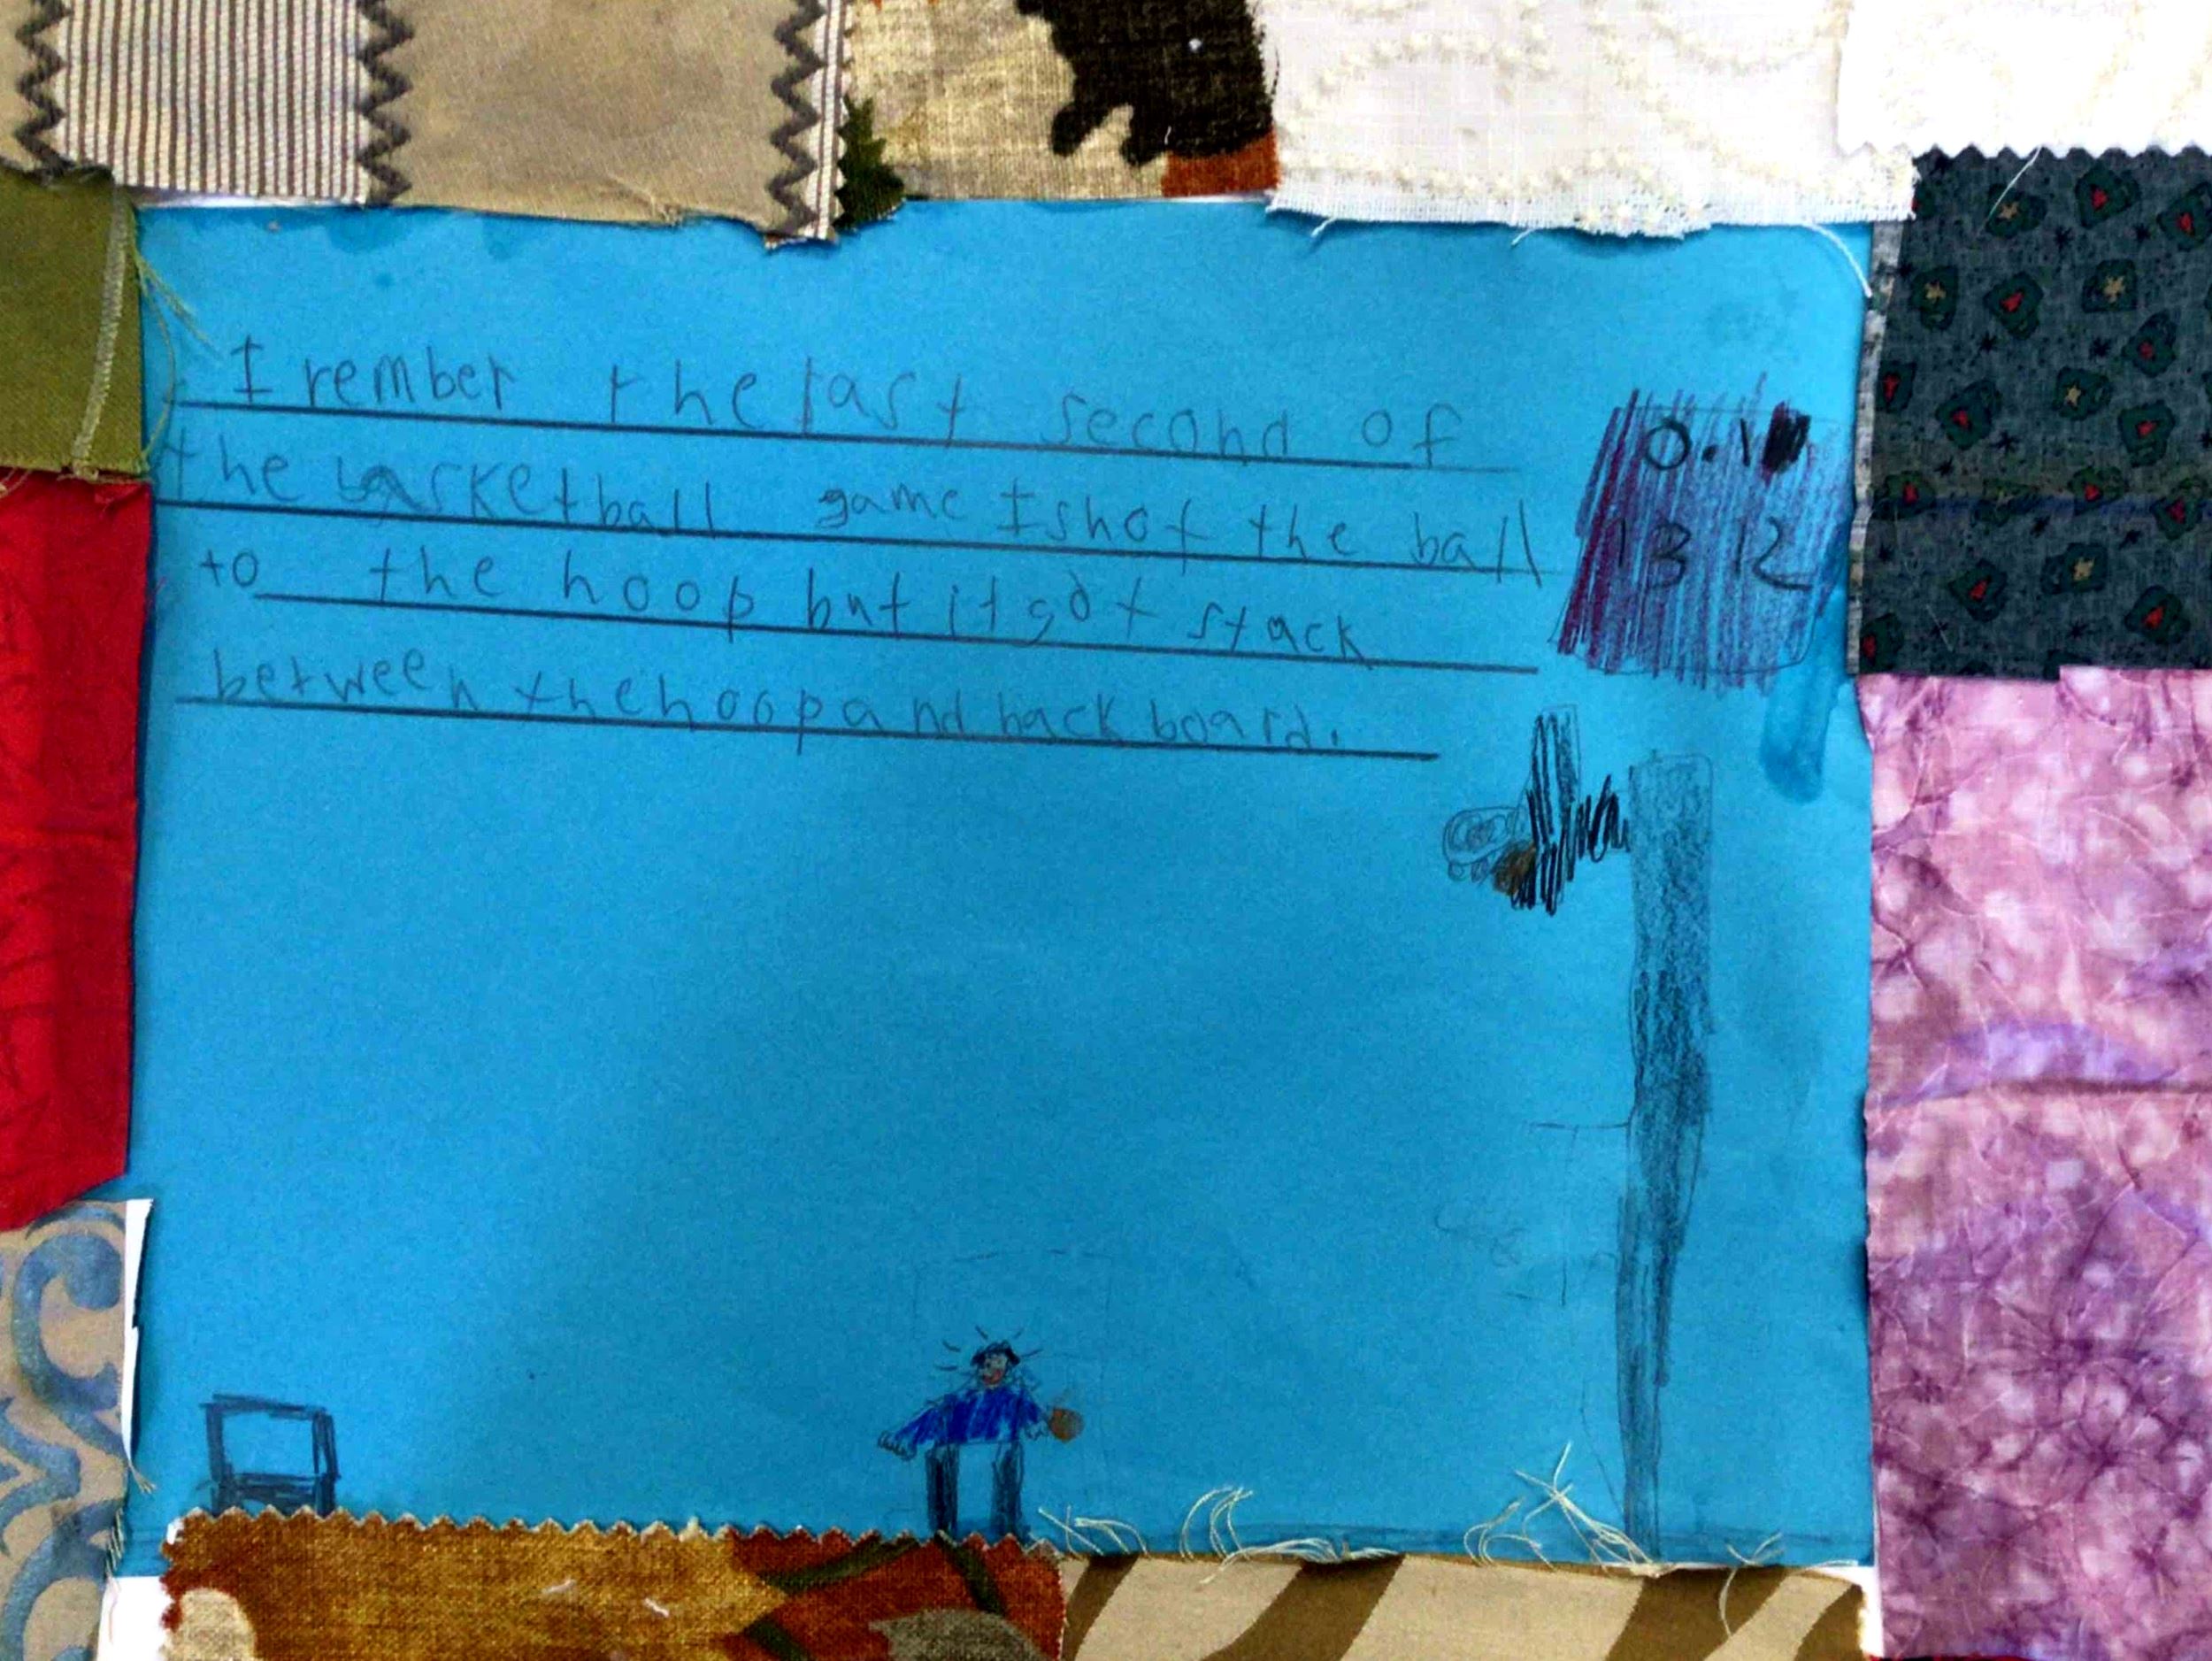 I rember the last second of
the basketball game I shot the ball
to the hoop but it got stack
between the hoop and back board.
0.1
13 12